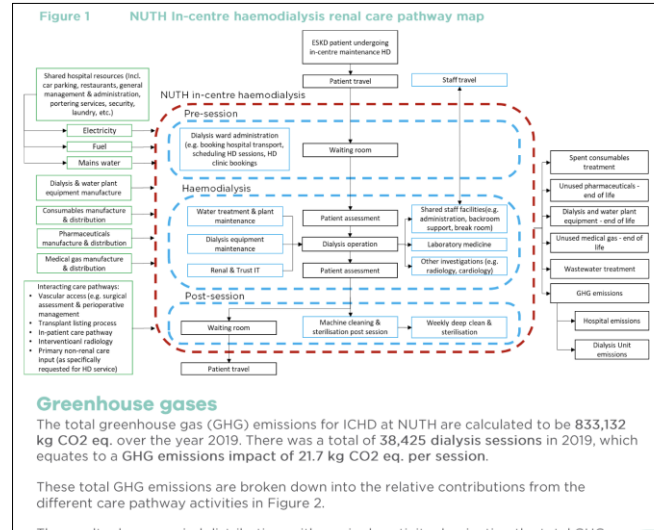 Figure 1 NUTH In-centre haemodialysis renal care pathway map
ESKD patient undergoing
in-centre maintenance HD
Patient travel
Staff travel
Shared hospital resources (Incl.
car parking, restaurants, general
management & administration,
portering services, security,
laundry, etc.)
Electricity
Fuel
Mains water
Dialysis & water plant
equipment manufacture
Consumables manufacture
& distribution
Pharmaceuticals
manufacture & distribution
Medical gas manufacture
& distribution
Interacting care pathways:
• Vascular access (e.g. surgical
assessment & perioperative
management
• Transplant listing process
• In-patient care pathway
• Interventioanl radiology
• Primary non-renal care
input (as specifically
requested for HD service)
NUTH in-centre haemodialysis
Pre-session
Dialysis ward administration
(e.g. booking hospital transport,
scheduling HD sessions, HD
clinic bookings)
Waiting room
Haemodialysis
Water treatment & plant
maintenance
Dialysis equipment
maintenance
Renal & Trust IT
Patient assessment
Dialysis operation
Patient assessment
Shared staff facilities(e.g.
administration, backroom
support, break room)
Laboratory medicine
Other investigations (e.g.
radiology, cardiology)
Post-session
Waiting room
Machine cleaning &
sterilisation post session
Weekly deep clean &
sterilisation
Patient travel
Spent consumables
treatment
Unused pharmaceuticals -
end of life
Dialysis and water plant
equipment - end of life
Unused medical gas - end of
life
Wastewater treatment
GHG emissions
Hospital emissions
Dialysis Unit
emissions
Greenhouse gases
The total greenhouse gas (GHG) emissions for ICHD at NUTH are calculated to be 833,132
kg CO2 eq. over the year 2019. There was a total of 38,425 dialysis sessions in 2019, which
equates to a GHG emissions impact of 21.7 kg CO2 eq. per session.
These total GHG emissions are broken down into the relative contributions from the
different care pathway activities in Figure 2.